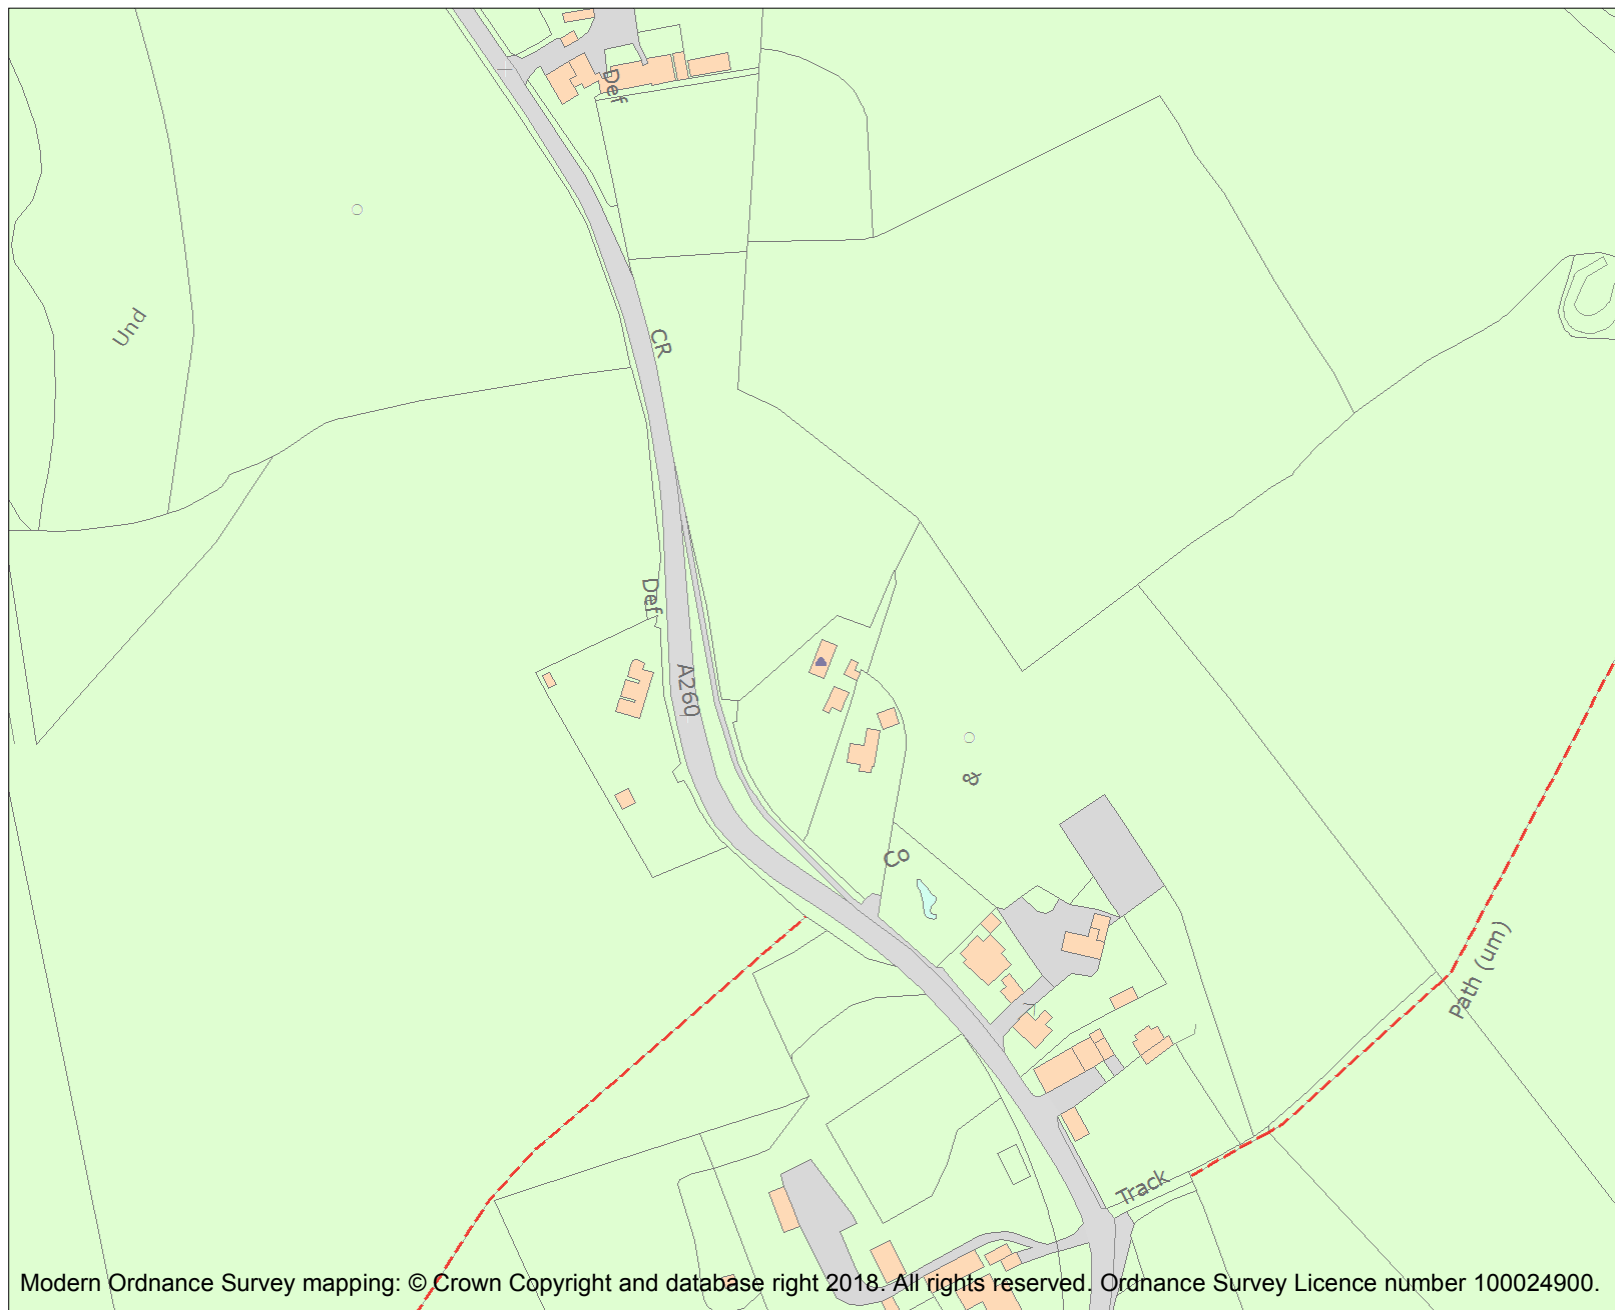 Def
Und
CR
Def
A260
&
Co
Path (um)
Track
Modern Ordnance Survey mapping: © Crown Copyright and database right 2018. All rights reserved. Ordnance Survey Licence number 100024900.